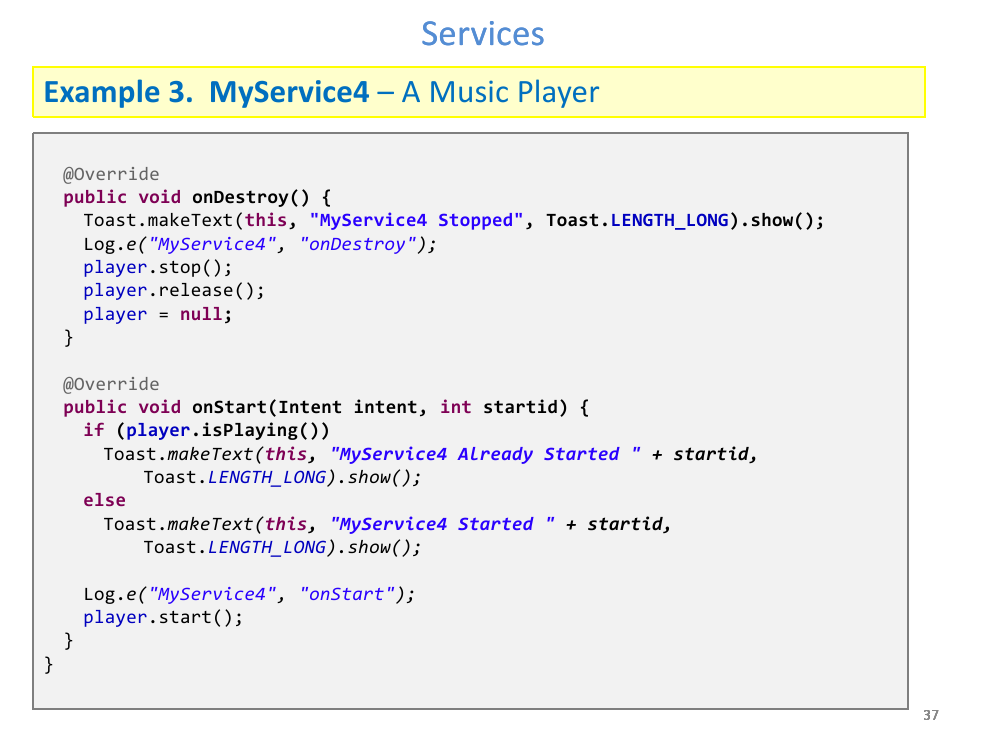 Services
Example 3. MyService4 – A Music Player
@Override
public void onDestroy() {
Toast.makeText(this, "MyService4 Stopped", Toast.LENGTH_LONG).show();
Log.e("MyService4", "onDestroy");
player.stop();
player.release();
player = null;
}
@Override
public void onStart(Intent intent, int startid) {
if (player.isPlaying())
Toast.makeText(this, "MyService4 Already Started " + startid,
Toast.LENGTH_LONG).show();
else
Toast.makeText(this, "MyService4 Started " + startid,
Toast.LENGTH_LONG).show();
Log.e("MyService4", "onStart");
player.start();
}
}
37